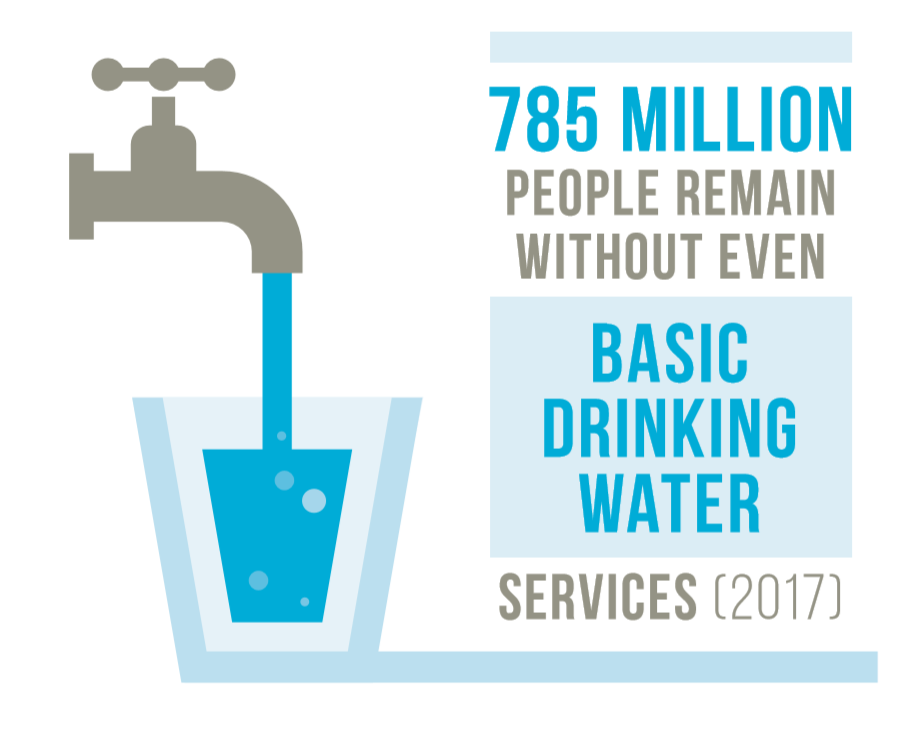 785 MILLION
PEOPLE REMAIN
WITHOUT EVEN
BASIC
DRINKING
WATER
SERVICES (2017)